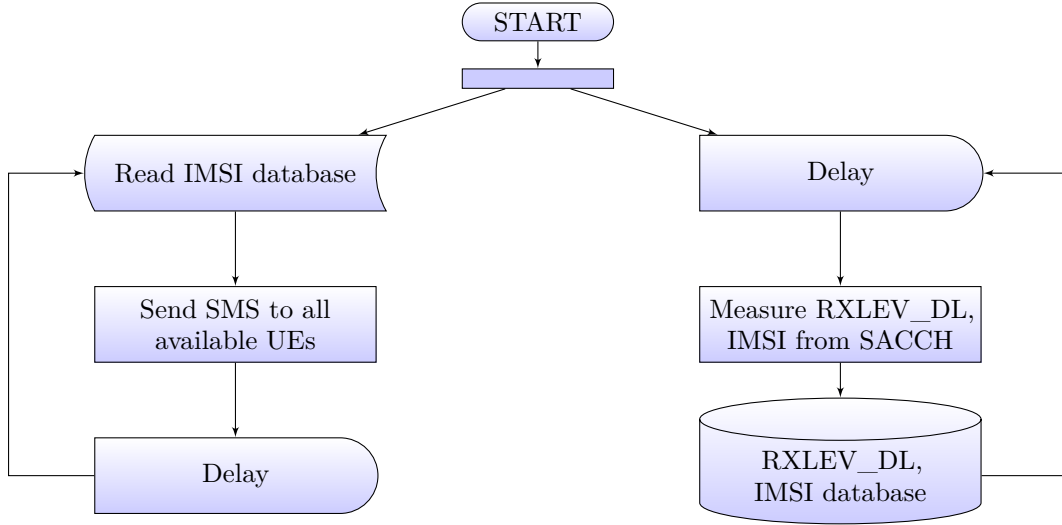 START
Read IMSI database
Delay
Send SMS to all
available UEs
Measure RXLEV_DL,
IMSI from SACCH
Delay
RXLEV_DL,
IMSI database